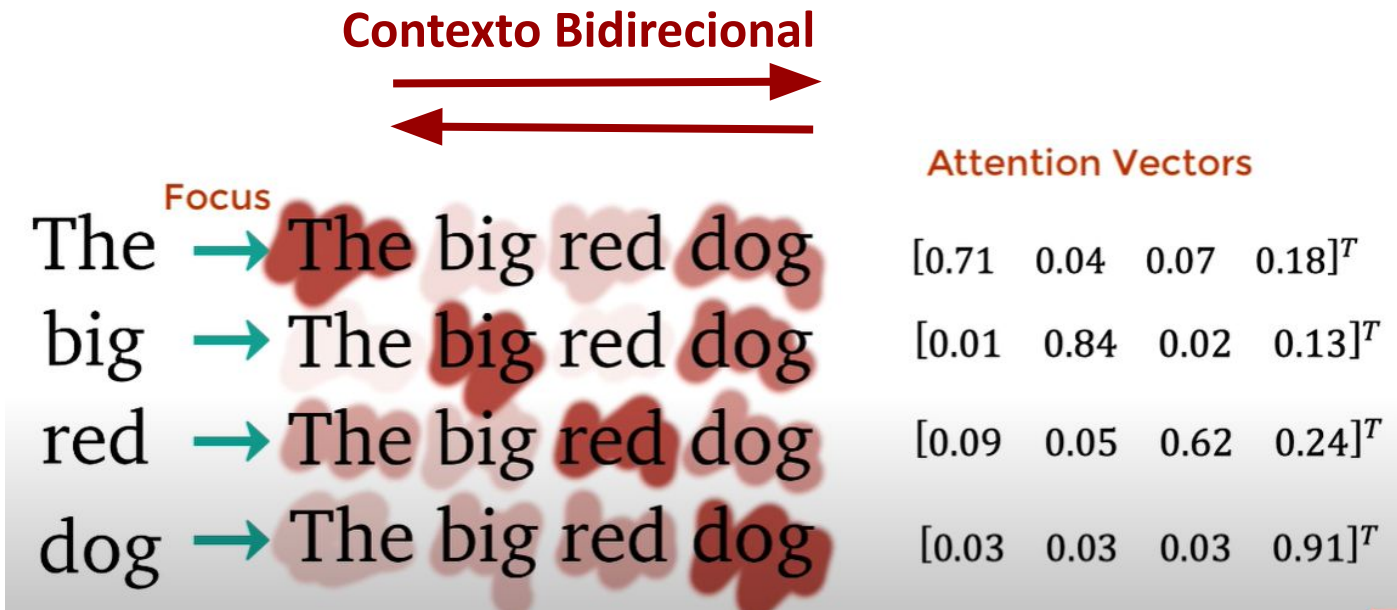 Contexto Bidirecional
Attention Vectors
Focus
The → The big red dog [0.71 0.04 0.07 0.18]ᵀ
big → The big red dog [0.01 0.84 0.02 0.13]ᵀ
red → The big red dog [0.09 0.05 0.62 0.24]ᵀ
dog → The big red dog [0.03 0.03 0.03 0.91]ᵀ